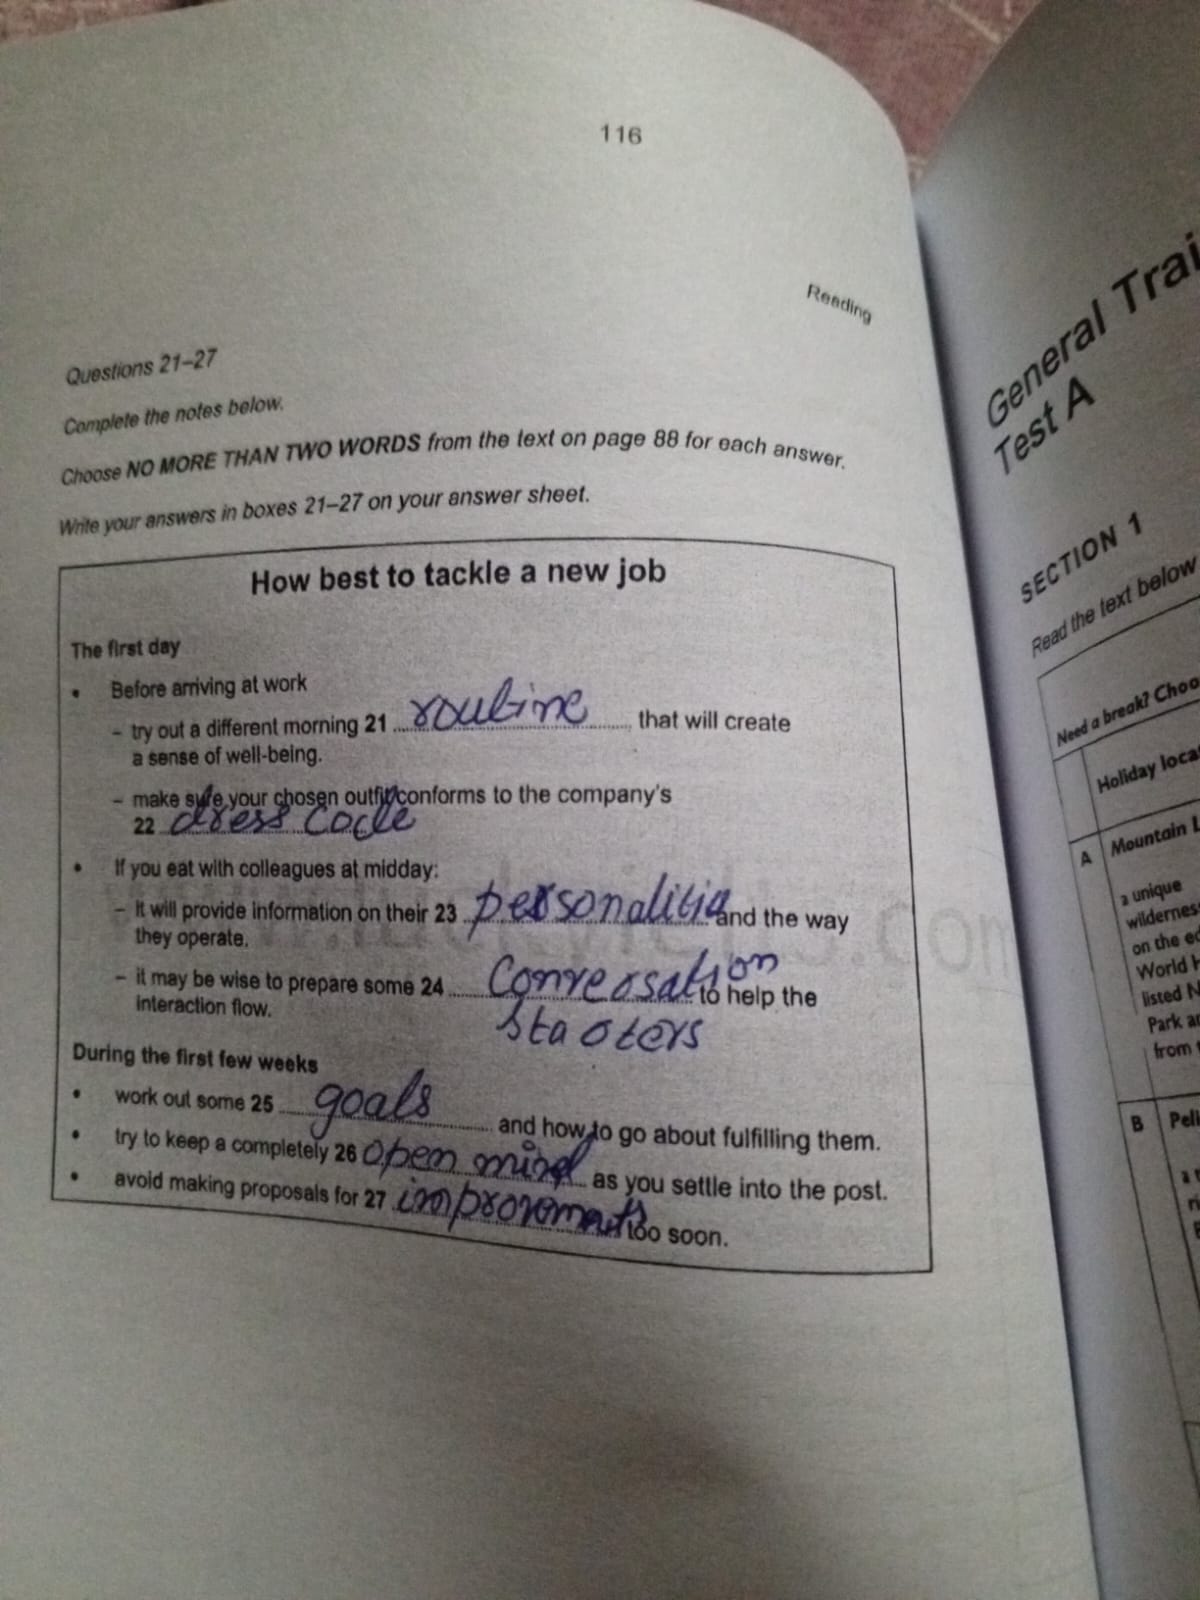 116
Reading
Questions 21–27
Complete the notes below.
Choose NO MORE THAN TWO WORDS from the text on page 88 for each answer.
Write your answers in boxes 21–27 on your answer sheet.
How best to tackle a new job
The first day
• Before arriving at work
– try out a different morning 21 routine that will create
a sense of well-being.
– make sure your chosen outfit conforms to the company's
22 dress code
• If you eat with colleagues at midday:
– It will provide information on their 23 personalitis and the way
they operate.
– it may be wise to prepare some 24 Conversation to help the
interaction flow. starters
During the first few weeks
• work out some 25 goals and how to go about fulfilling them.
• try to keep a completely 26 open mind as you settle into the post.
• avoid making proposals for 27 improvements too soon.
General Trai
Test A
SECTION 1
Read the text below
Need a break? Choo
Holiday loca
A Mountain L
a unique
wildernes
on the ed
World H
listed N
Park ar
from t
B Peli